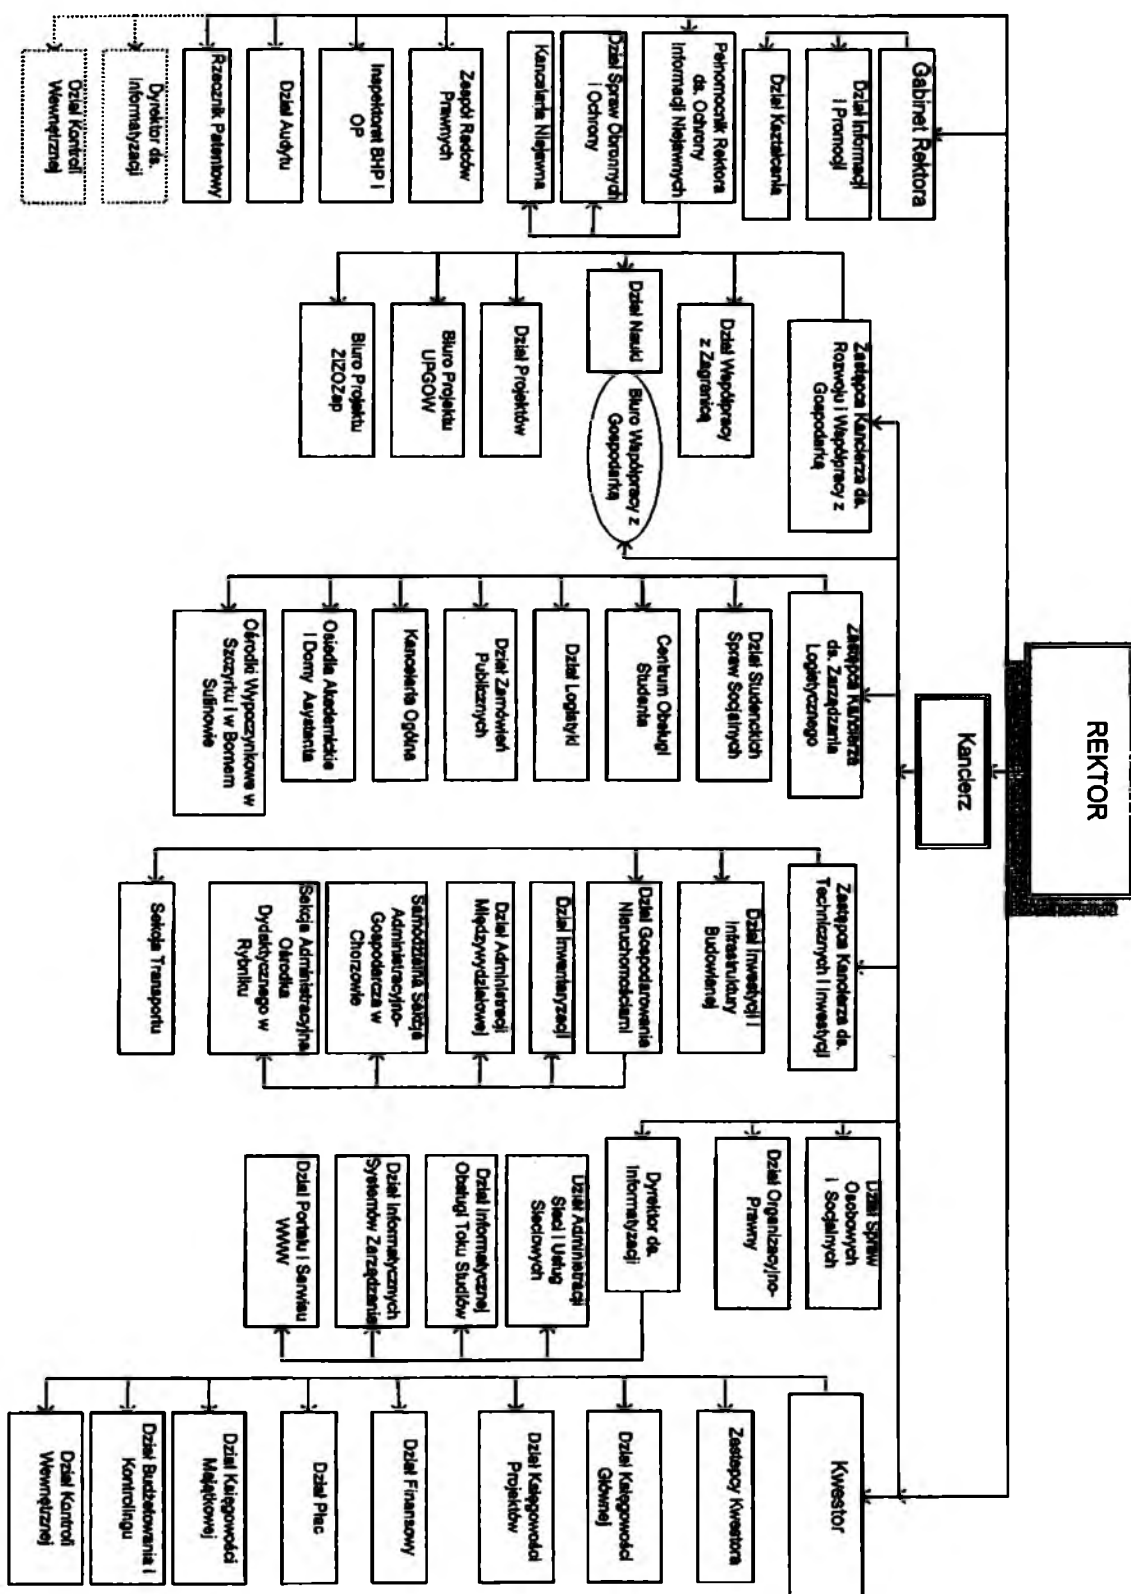 REKTOR
Kanclerz
Gabinet Rektora
Dział Informacji
i Promocji
Dział Kształcenia
Pełnomocnik Rektora
ds. Ochrony
Informacji Niejawnych
Dział Spraw Obronnych
i Ochrony
Kancelaria Niejawna
Zespół Radców
Prawnych
Inspektorat BHP i
OP
Dział Audytu
Rzecznik Patentowy
Dyrektor ds.
Informatyzacji
Dział Kontroli
Wewnętrznej
Zastępca Kanclerza ds.
Rozwoju i Współpracy z
Gospodarką
Dział Współpracy
z Zagranicą
Dział Nauki
Biuro Współpracy z
Gospodarką
Dział Projektów
Biuro Projektu
UPGOW
Biuro Projektu
ZIZOZap
Zastępca Kanclerza
ds. Zarządzania
Logistycznego
Dział Studenckich
Spraw Socjalnych
Centrum Obsługi
Studenta
Dział Logistyki
Dział Zamówień
Publicznych
Kancelaria Ogólna
Osiedla Akademickie
i Domy Asystenta
Ośrodki Wypoczynkowe w
Szczyrku i w Bornem
Sulinowie
Zastępca Kanclerza ds.
Technicznych i Inwestycji
Dział Inwestycji i
Infrastruktury
Budowlanej
Dział Gospodarowania
Nieruchomościami
Dział Inwentaryzacji
Dział Administracji
Międzywydziałowej
Samodzielna Sekcja
Administracyjno-
Gospodarcza w
Chorzowie
Sekcja Administracyjna
Ośrodka
Dydaktycznego w
Rybniku
Sekcja Transportu
Dział Spraw
Osobowych
i Socjalnych
Dział Organizacyjno-
Prawny
Dyrektor ds.
Informatyzacji
Dział Administracji
Sieci i Usług
Sieciowych
Dział Informatycznej
Obsługi Toku Studiów
Dział Informatycznych
Systemów Zarządzania
Dział Portalu i Serwisu
WWW
Kwestor
Zastępcy Kwestora
Dział Księgowości
Głównej
Dział Księgowości
Projektów
Dział Finansowy
Dział Płac
Dział Księgowości
Majątkowej
Dział Budżetowania i
Kontrolingu
Dział Kontroli
Wewnętrznej